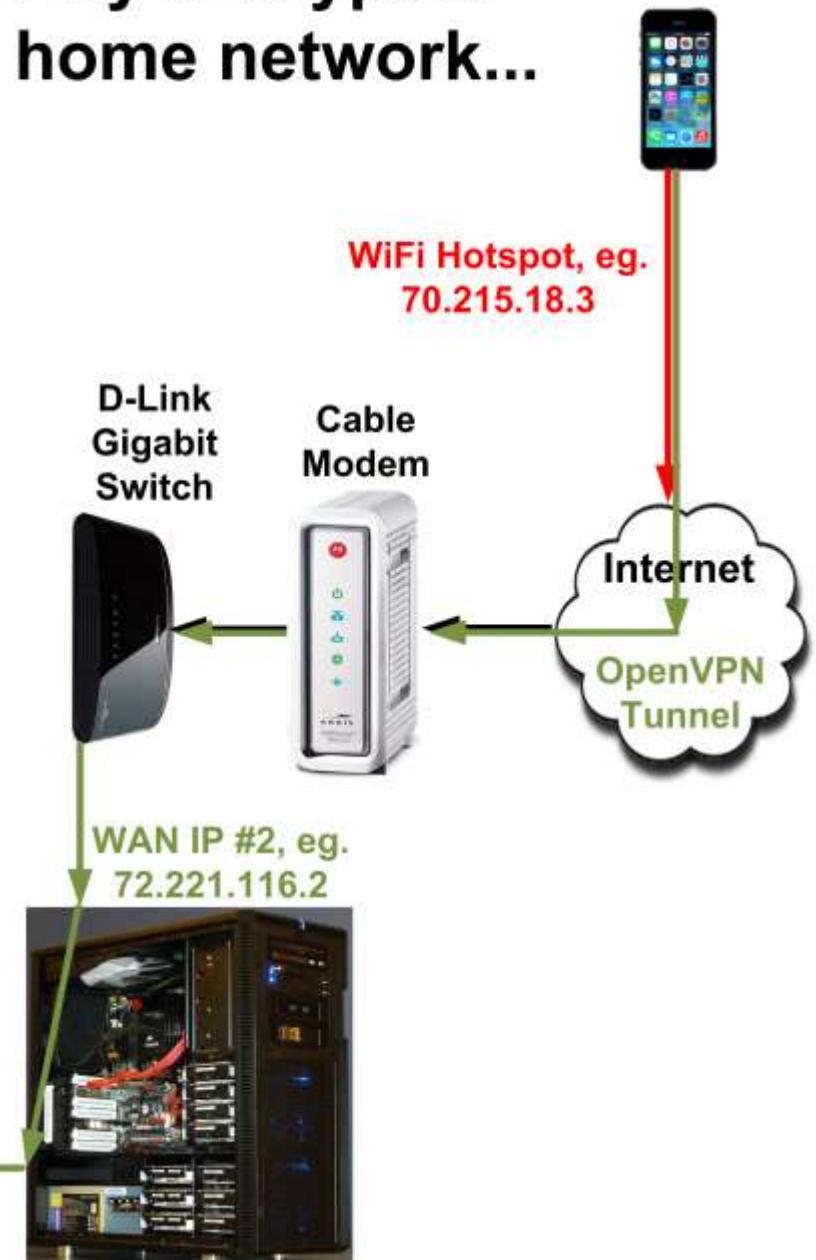 home network...
WiFi Hotspot, eg.
70.215.18.3
D-Link
Gigabit
Switch
Cable
Modem
Internet
OpenVPN
Tunnel
WAN IP #2, eg.
72.221.116.2